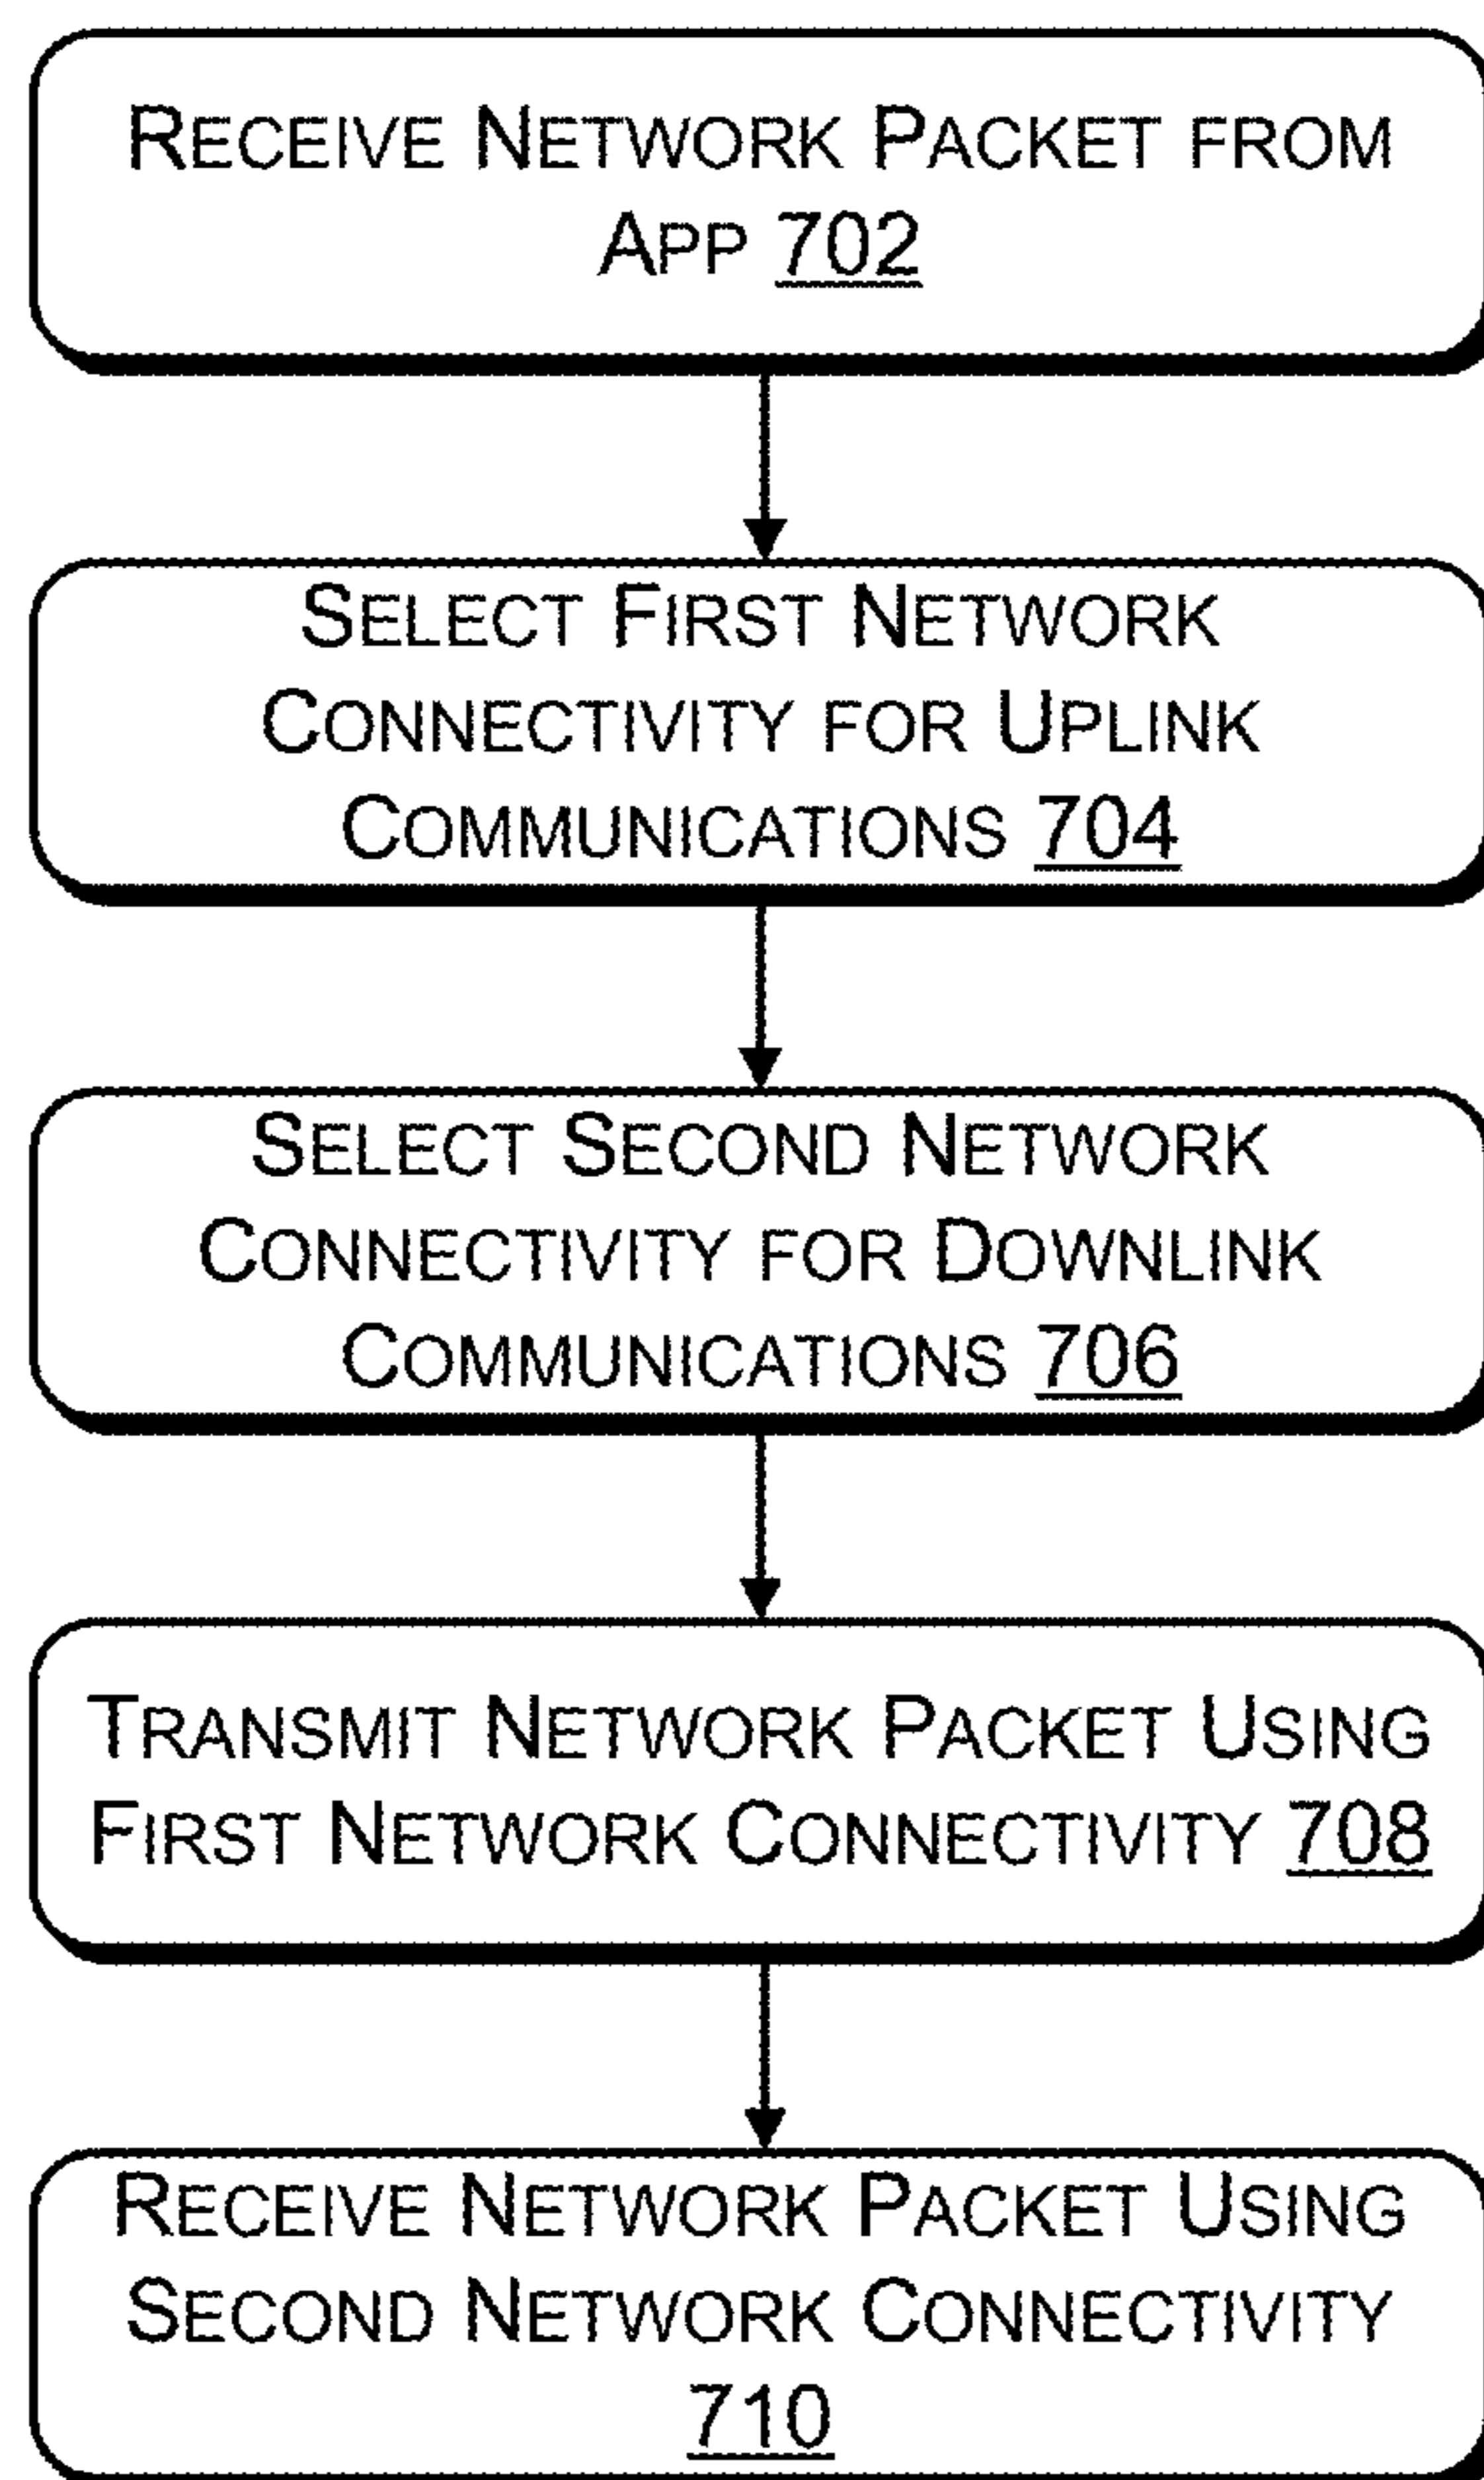 RECEIVE NETWORK PACKET FROM
APP 702
SELECT FIRST NETWORK
CONNECTIVITY FOR UPLINK
COMMUNICATIONS 704
SELECT SECOND NETWORK
CONNECTIVITY FOR DOWNLINK
COMMUNICATIONS 706
TRANSMIT NETWORK PACKET USING
FIRST NETWORK CONNECTIVITY 708
RECEIVE NETWORK PACKET USING
SECOND NETWORK CONNECTIVITY
710